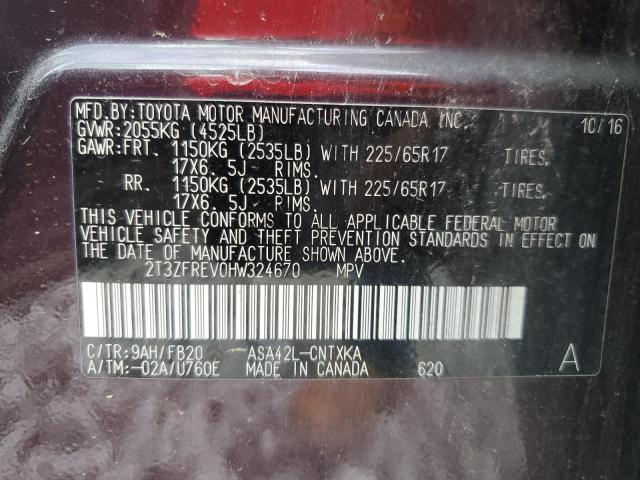 MFD.BY:TOYOTA MOTOR MANUFACTURING CANADA INC. 10/16
GVWR:2055KG (4525LB)
GAWR:FRT. 1150KG (2535LB) WITH 225/65R17 TIRES.
17X6. 5J- RIMS.
RR. 1150KG (2535LB) WITH 225/65R17 TIRES.
17X6. 5J- RIMS.
THIS VEHICLE CONFORMS TO ALL APPLICABLE FEDERAL MOTOR
VEHICLE SAFETY AND THEFT PREVENTION STANDARDS IN EFFECT ON
THE DATE OF MANUFACTURE SHOWN ABOVE.
2T3ZFREV0HW324670 MPV
C/TR:9AH/FB20 ASA42L-CNTXKA A
A/TM:-02A/U760E MADE IN CANADA 620